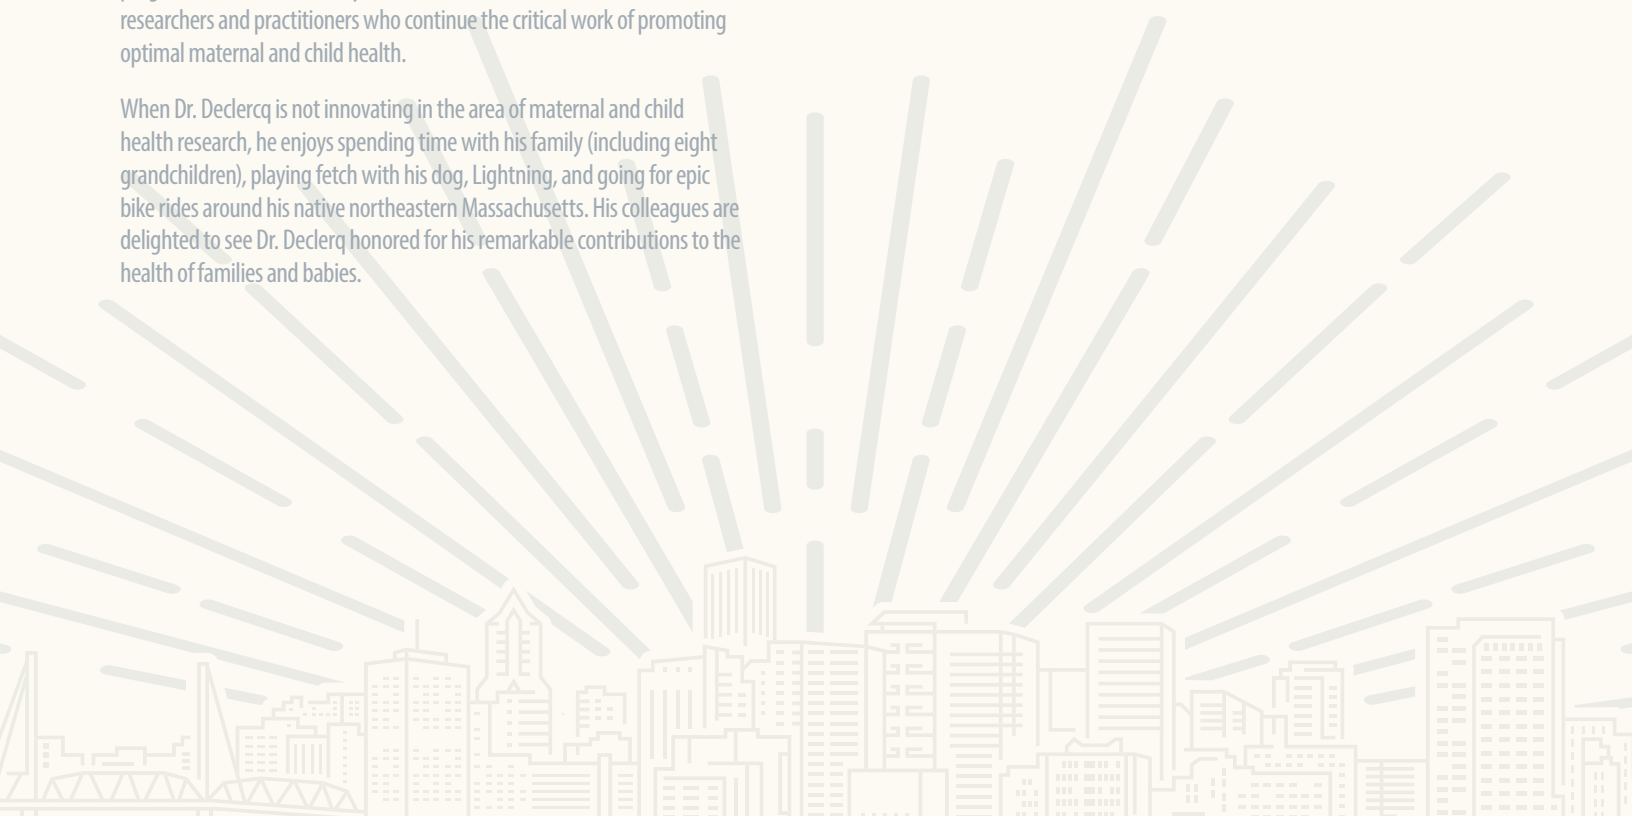 researchers and practitioners who continue the critical work of promoting
optimal maternal and child health.
When Dr. Declercq is not innovating in the area of maternal and child
health research, he enjoys spending time with his family (including eight
grandchildren), playing fetch with his dog, Lightning, and going for epic
bike rides around his native northeastern Massachusetts. His colleagues are
delighted to see Dr. Declerq honored for his remarkable contributions to the
health of families and babies.